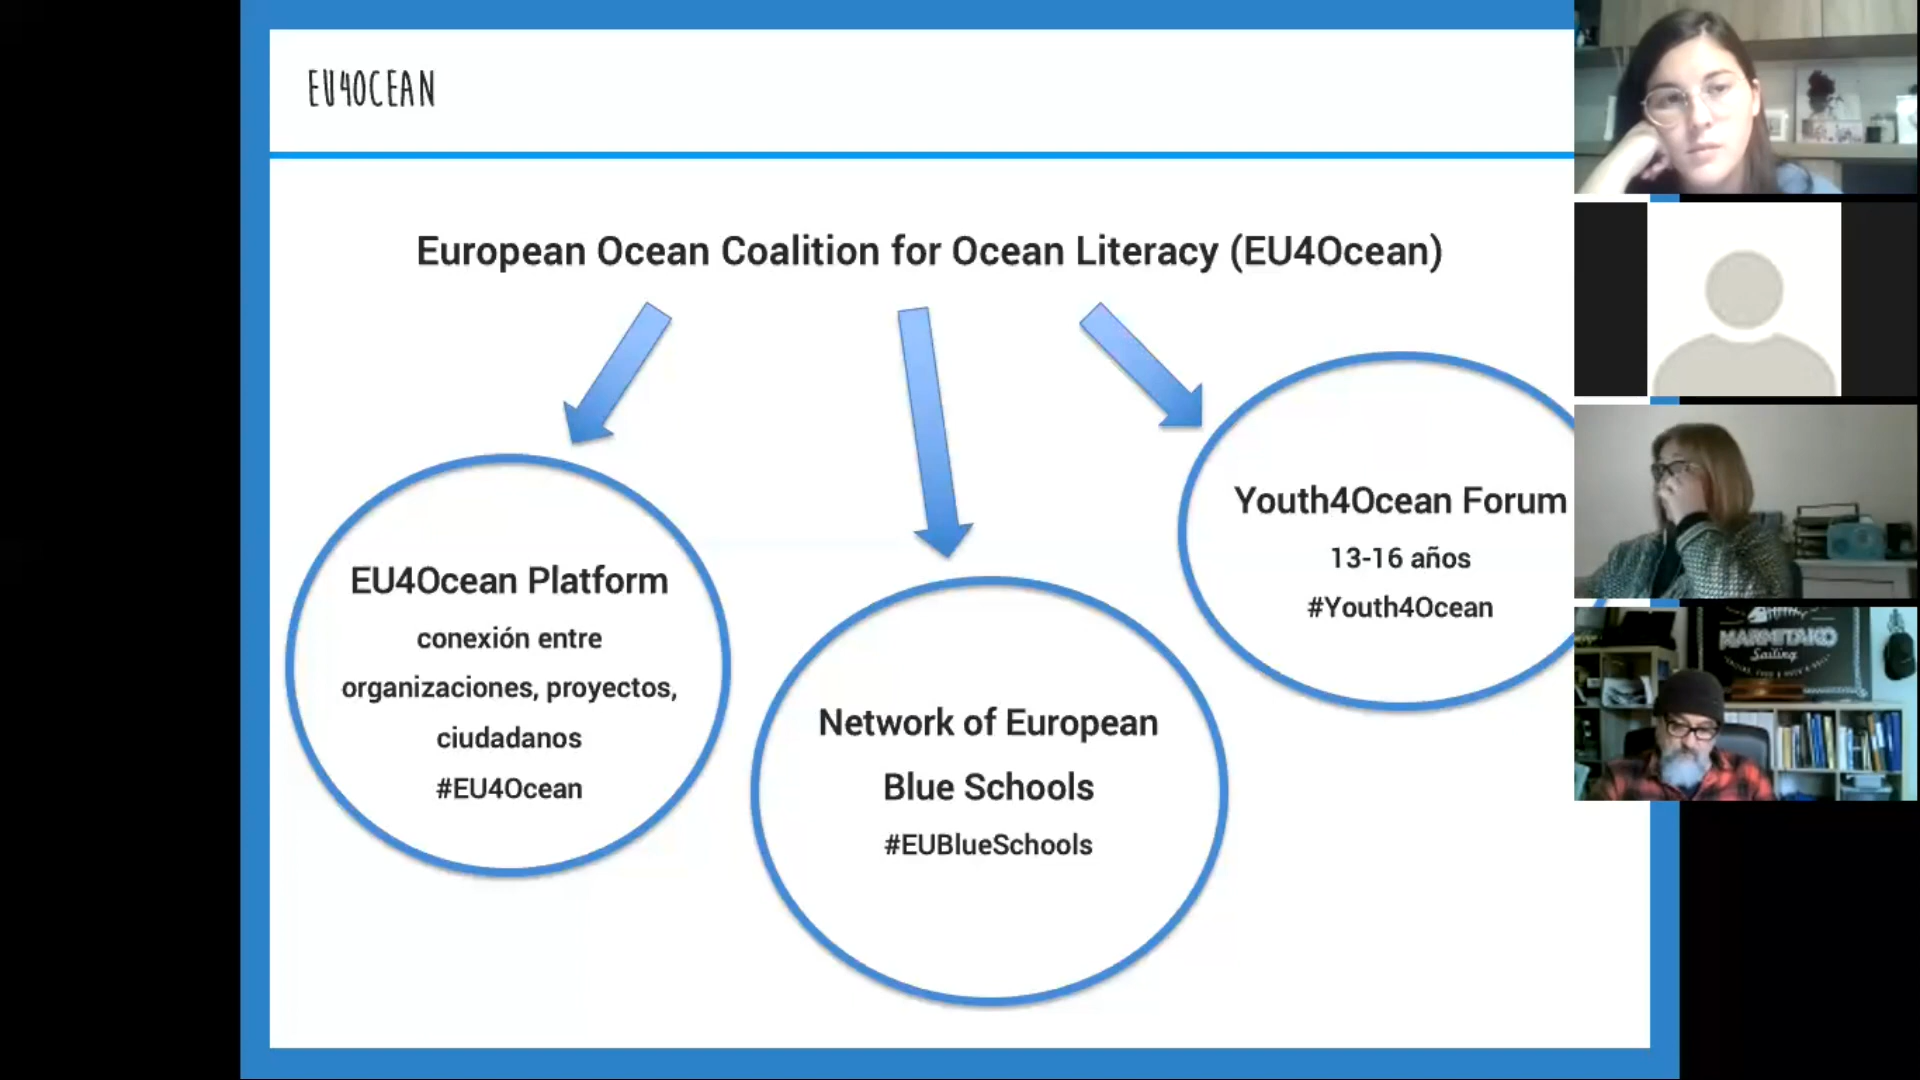 EU4OCEAN
European Ocean Coalition for Ocean Literacy (EU4Ocean)
EU4Ocean Platform
conexión entre
organizaciones, proyectos,
ciudadanos
#EU4Ocean
Network of European
Blue Schools
#EUBlueSchools
Youth4Ocean Forum
13-16 años
#Youth4Ocean
MARMITAKO
Sailing